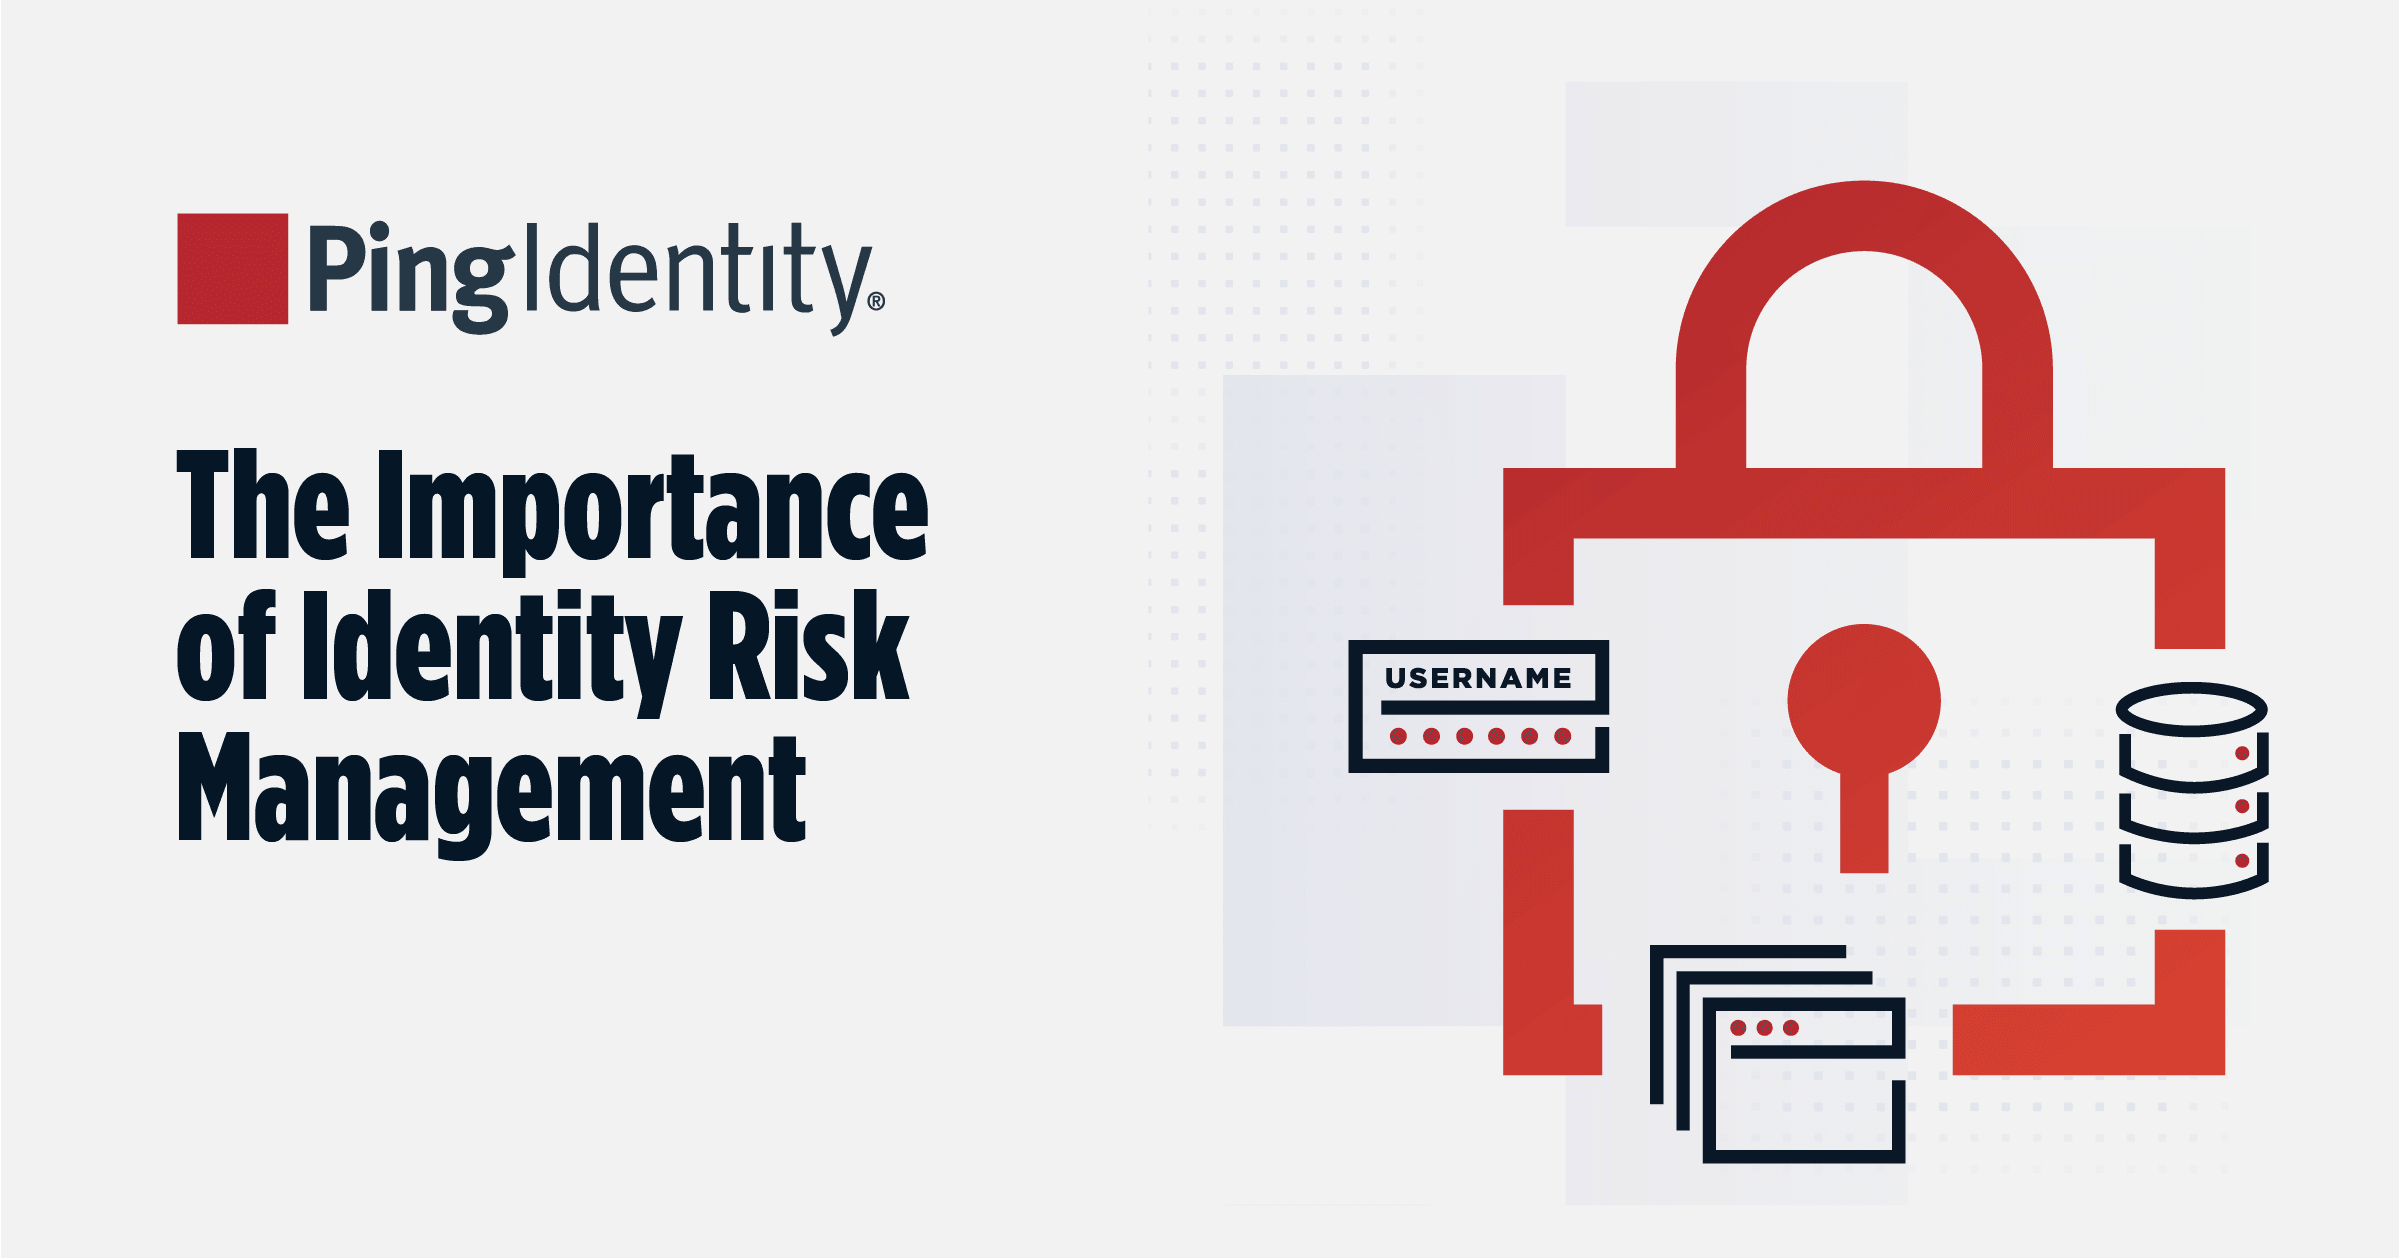 PingIdentity®
The Importance
of Identity Risk
Management
USERNAME